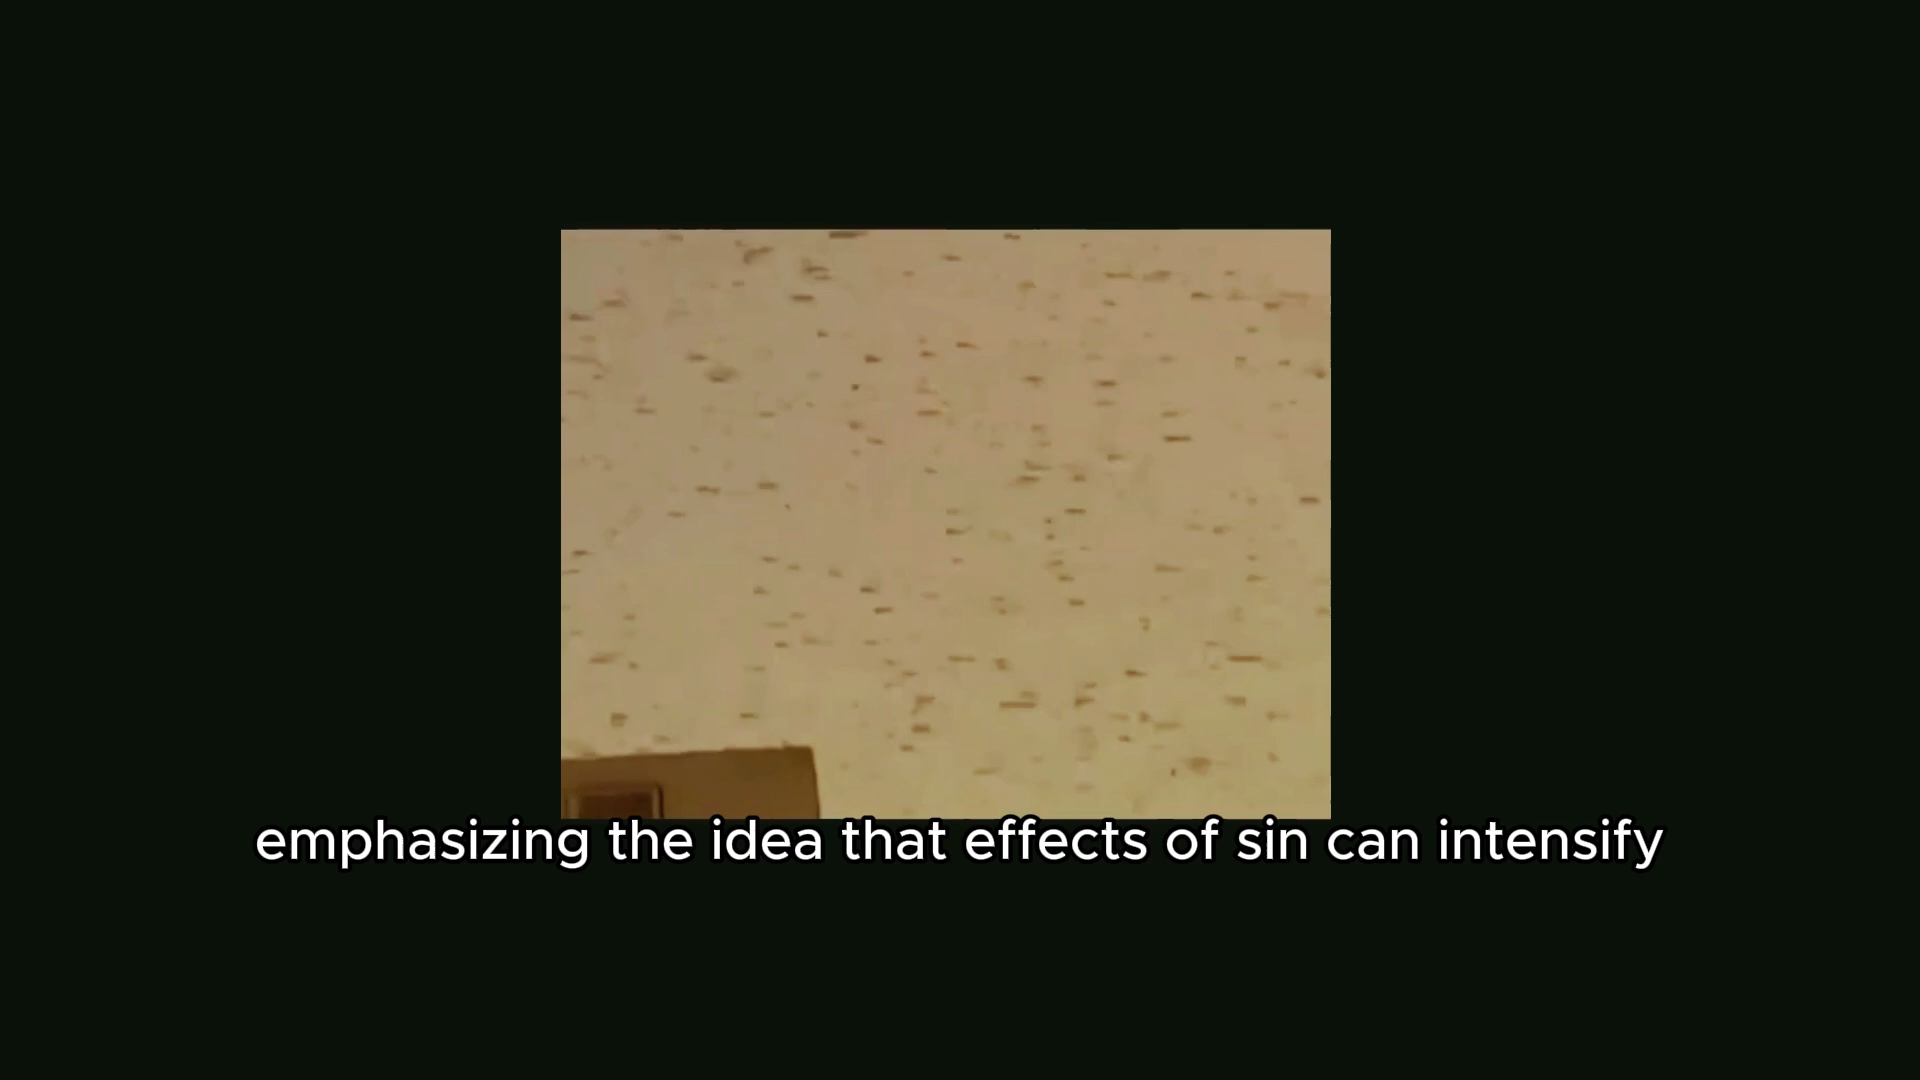 emphasizing the idea that effects of sin can intensify